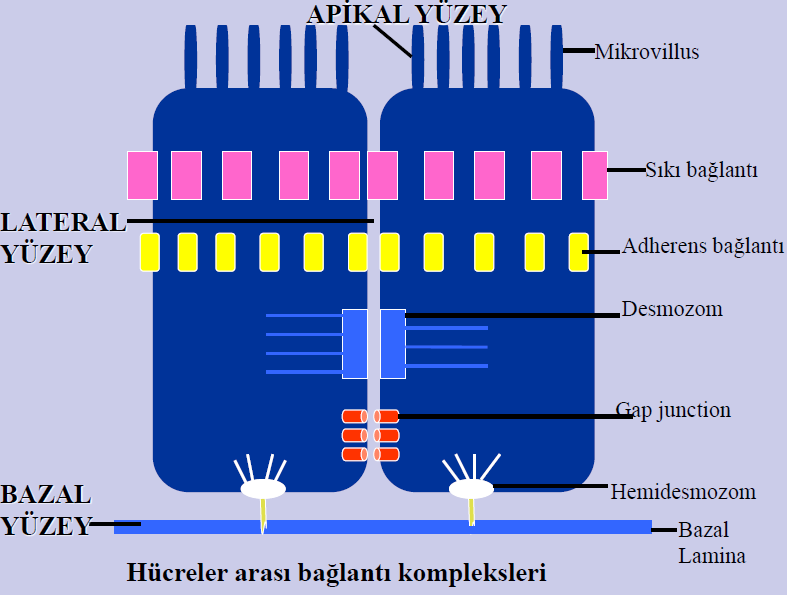 APİKAL YÜZEY
Mikrovillus
Sıkı bağlantı
LATERAL
YÜZEY
Adherens bağlantı
Desmozom
Gap junction
BAZAL
YÜZEY
Hemidesmozom
Bazal
Lamina
Hücreler arası bağlantı kompleksleri